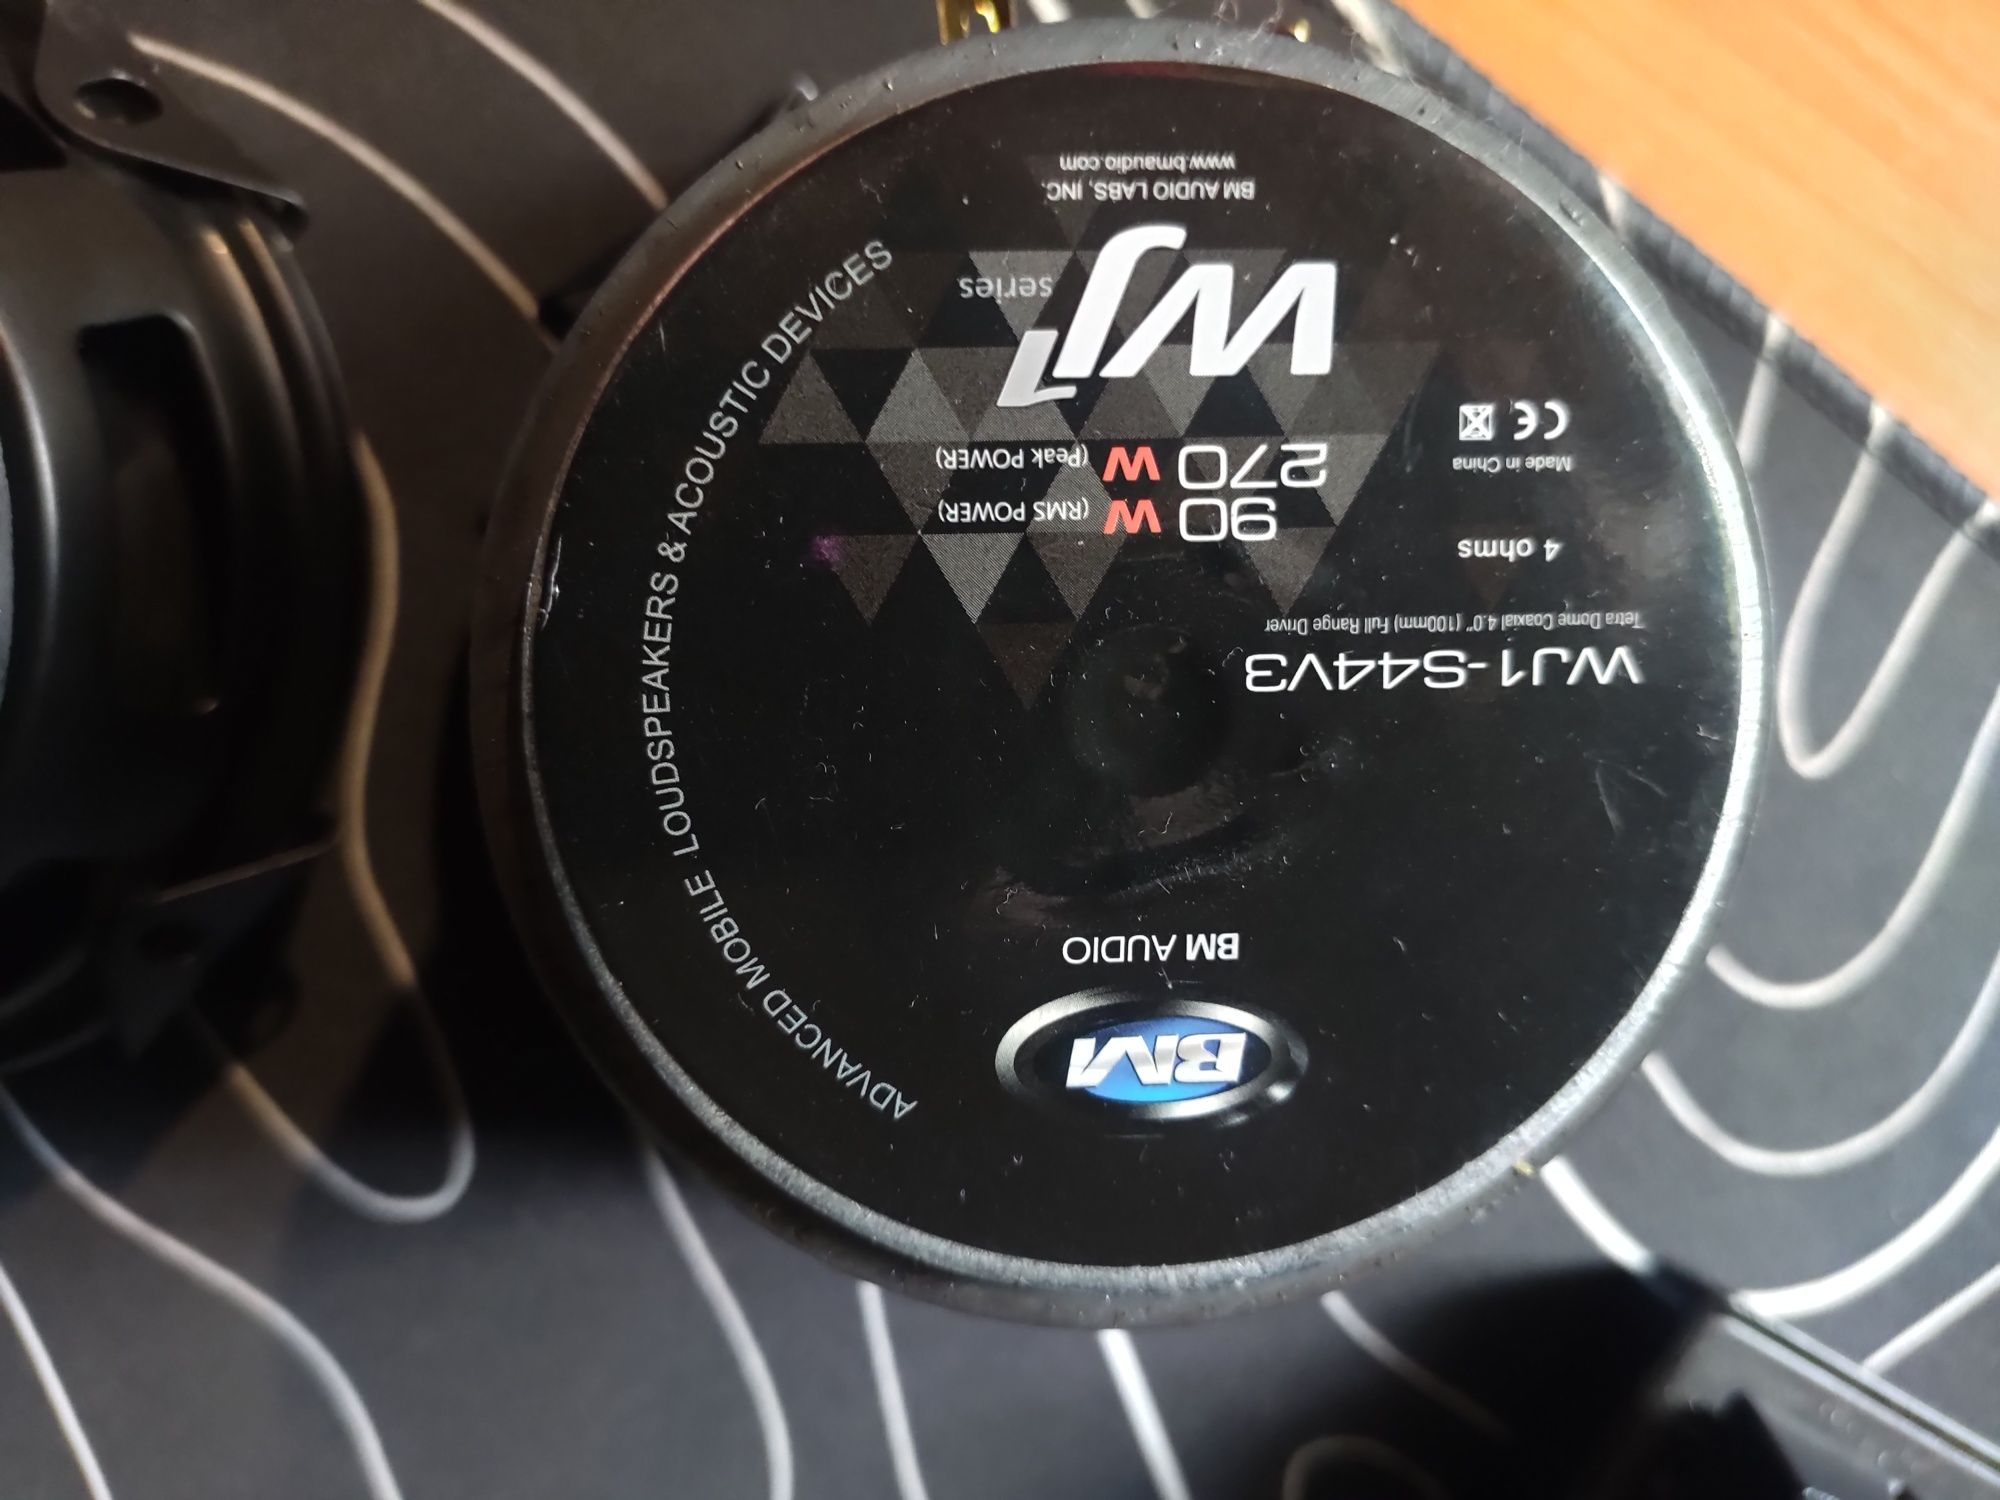 BM
BM AUDIO
WJ1-S44V3
Tetra Dome Coaxial 4.0" (100mm) Full Range Driver
4 ohms
90 W (RMS POWER)
270 W (Peak POWER)
Made in China
CE
WJ1 series
BM AUDIO LABS, INC.
www.bmaudio.com
ADVANCED MOBILE LOUDSPEAKERS & ACOUSTIC DEVICES